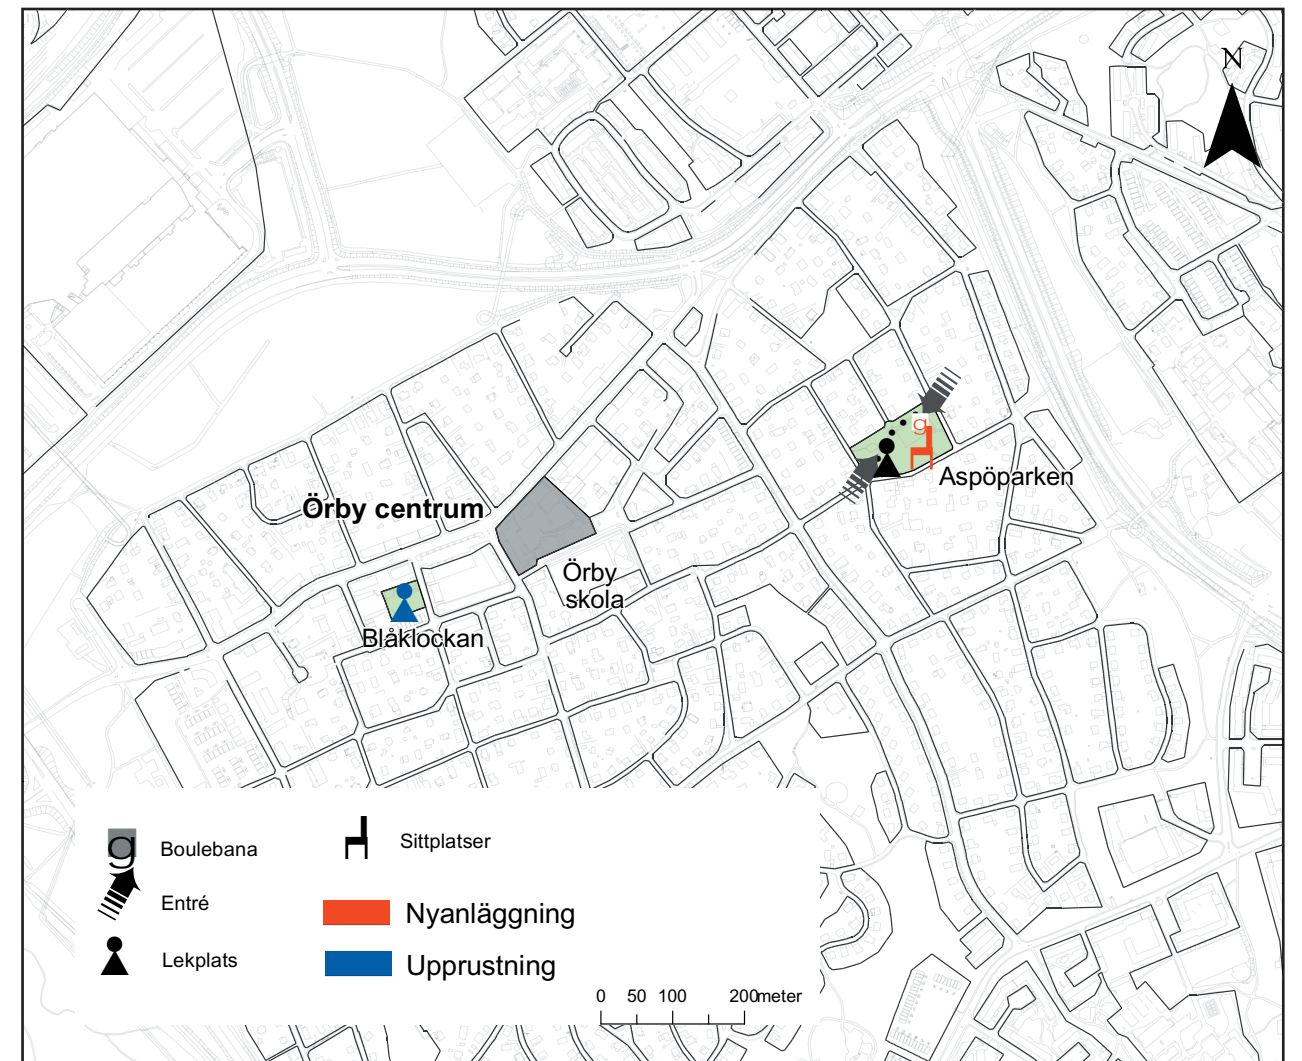 N
g
Aspöparken
Örby centrum
Örby
skola
Blåklockan
g
Boulebana
Sittplatser
Entré
Nyanläggning
Lekplats
Upprustning
0 50 100 200meter